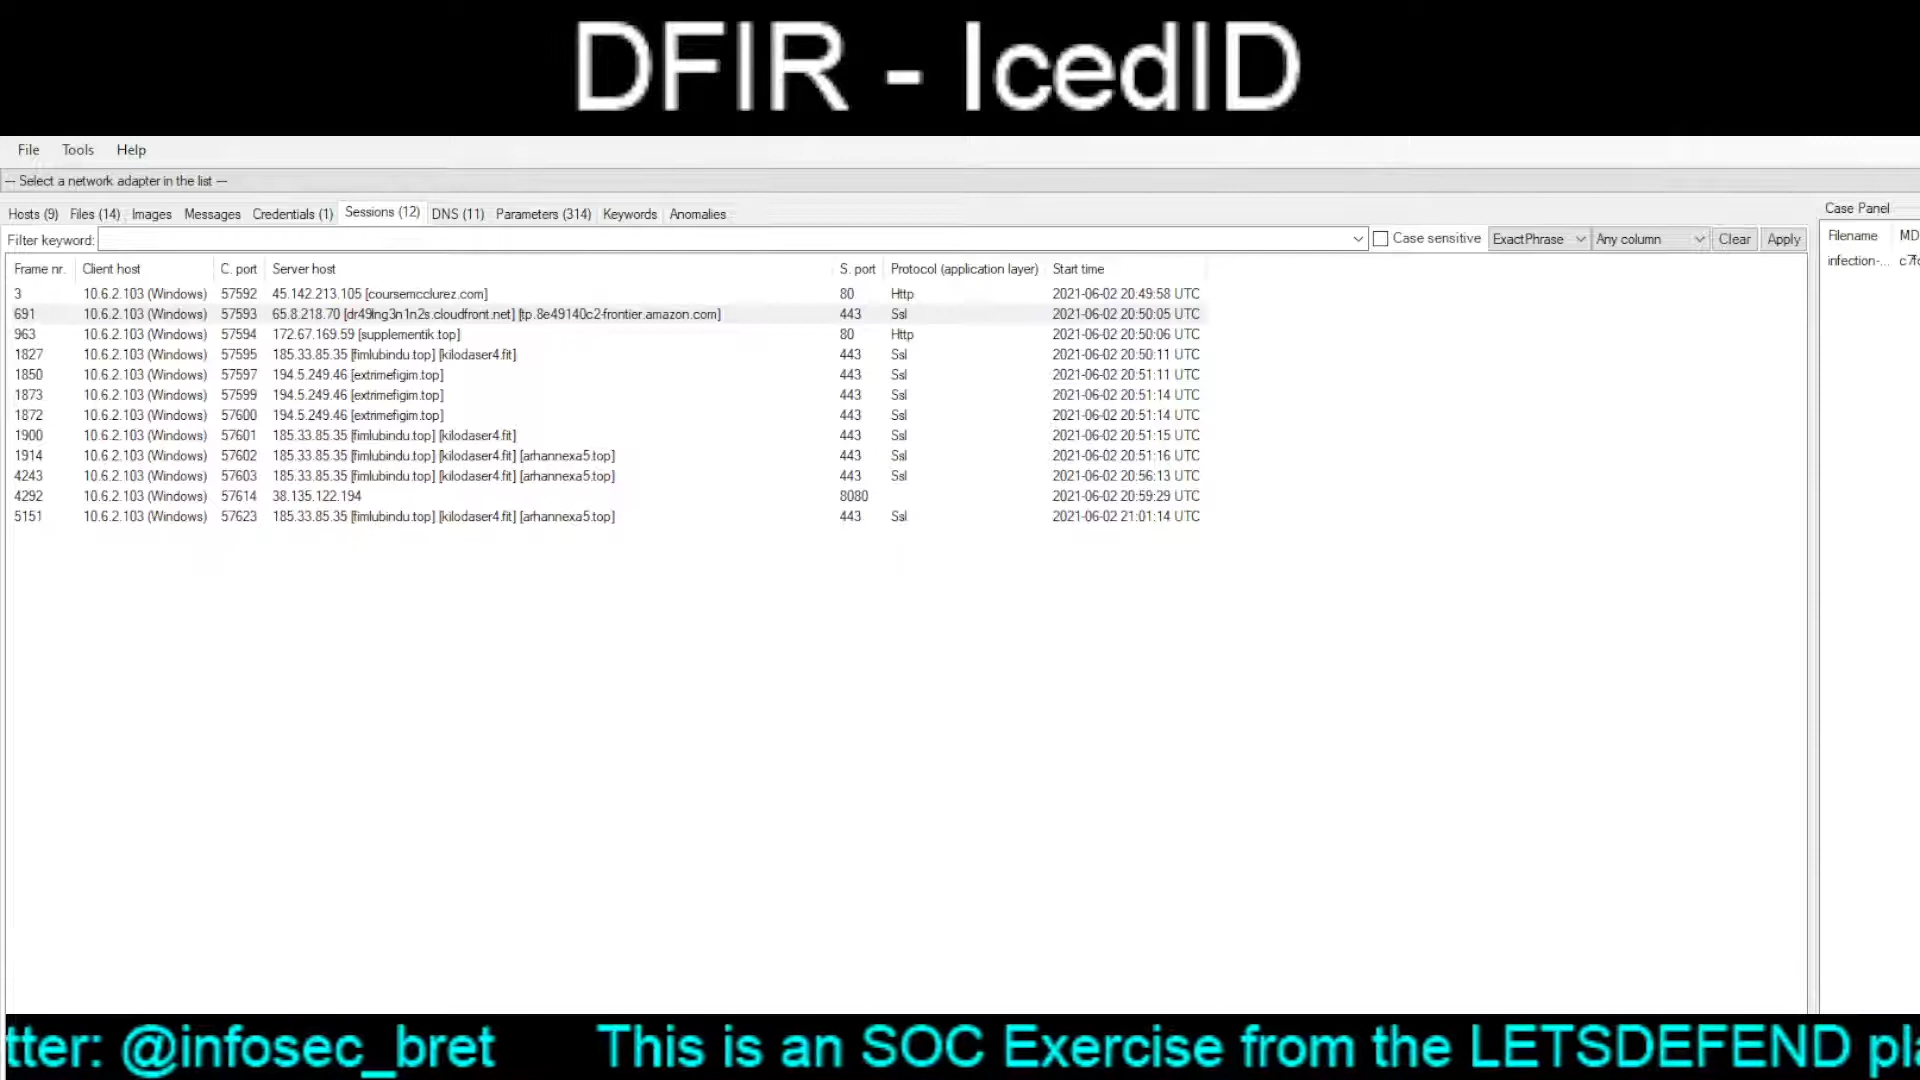 DFIR - IcedID
File Tools Help
--- Select a network adapter in the list ---
Hosts (9) Files (14) Images Messages Credentials (1) Sessions (12) DNS (11) Parameters (314) Keywords Anomalies
Case Panel
Filter keyword: Case sensitive ExactPhrase Any column Clear Apply
Filename MD
infection-... c7fc
Frame nr. Client host C. port Server host S. port Protocol (application layer) Start time
3 10.6.2.103 (Windows) 57592 45.142.213.105 [coursemcclurez.com] 80 Http 2021-06-02 20:49:58 UTC
691 10.6.2.103 (Windows) 57593 65.8.218.70 [dr49lng3n1n2s.cloudfront.net] [tp.8e49140c2-frontier.amazon.com] 443 Ssl 2021-06-02 20:50:05 UTC
963 10.6.2.103 (Windows) 57594 172.67.169.59 [supplementik.top] 80 Http 2021-06-02 20:50:06 UTC
1827 10.6.2.103 (Windows) 57595 185.33.85.35 [fimlubindu.top] [kilodaser4.fit] 443 Ssl 2021-06-02 20:50:11 UTC
1850 10.6.2.103 (Windows) 57597 194.5.249.46 [extrimefigim.top] 443 Ssl 2021-06-02 20:51:11 UTC
1873 10.6.2.103 (Windows) 57599 194.5.249.46 [extrimefigim.top] 443 Ssl 2021-06-02 20:51:14 UTC
1872 10.6.2.103 (Windows) 57600 194.5.249.46 [extrimefigim.top] 443 Ssl 2021-06-02 20:51:14 UTC
1900 10.6.2.103 (Windows) 57601 185.33.85.35 [fimlubindu.top] [kilodaser4.fit] 443 Ssl 2021-06-02 20:51:15 UTC
1914 10.6.2.103 (Windows) 57602 185.33.85.35 [fimlubindu.top] [kilodaser4.fit] [arhannexa5.top] 443 Ssl 2021-06-02 20:51:16 UTC
4243 10.6.2.103 (Windows) 57603 185.33.85.35 [fimlubindu.top] [kilodaser4.fit] [arhannexa5.top] 443 Ssl 2021-06-02 20:56:13 UTC
4292 10.6.2.103 (Windows) 57614 38.135.122.194 8080 2021-06-02 20:59:29 UTC
5151 10.6.2.103 (Windows) 57623 185.33.85.35 [fimlubindu.top] [kilodaser4.fit] [arhannexa5.top] 443 Ssl 2021-06-02 21:01:14 UTC
tter: @infosec_bret This is an SOC Exercise from the LETSDEFEND pla